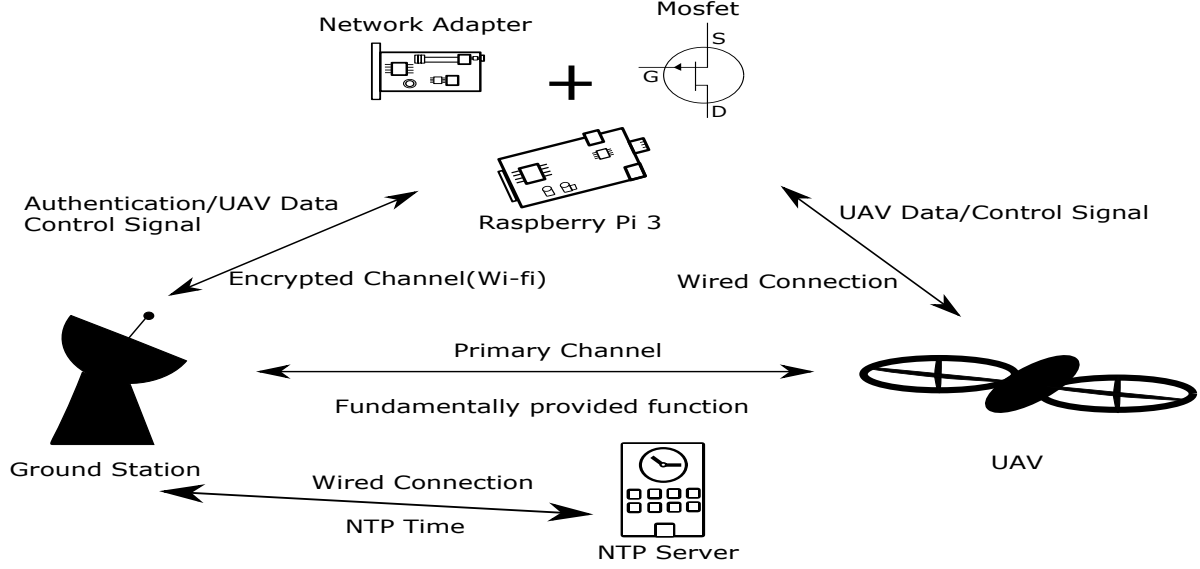 Mosfet
Network Adapter
S
G
D
Raspberry Pi 3
Authentication/UAV Data
Control Signal
UAV Data/Control Signal
Encrypted Channel(Wi-fi)
Wired Connection
Primary Channel
Fundamentally provided function
Ground Station
UAV
Wired Connection
NTP Time
NTP Server